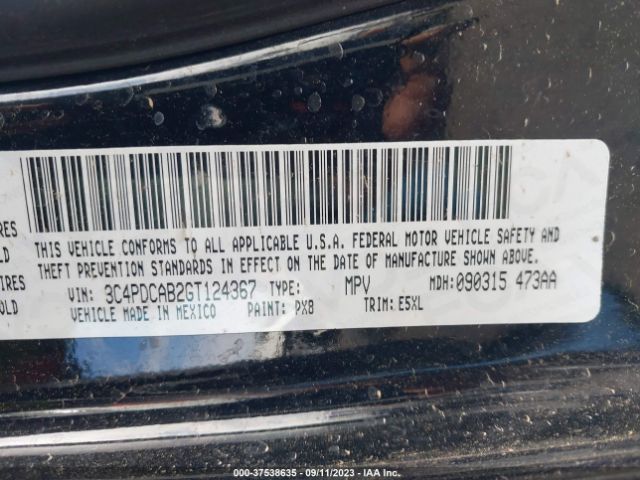 IRES
OLD
IRES
OLD
THIS VEHICLE CONFORMS TO ALL APPLICABLE U.S.A. FEDERAL MOTOR VEHICLE SAFETY AND
THEFT PREVENTION STANDARDS IN EFFECT ON THE DATE OF MANUFACTURE SHOWN ABOVE.
VIN: 3C4PDCAB2GT124367 TYPE: MPV MDH:090315 473AA
VEHICLE MADE IN MEXICO PAINT: PX8 TRIM:E5XL
000-37538635 - 09/11/2023 - IAA Inc.